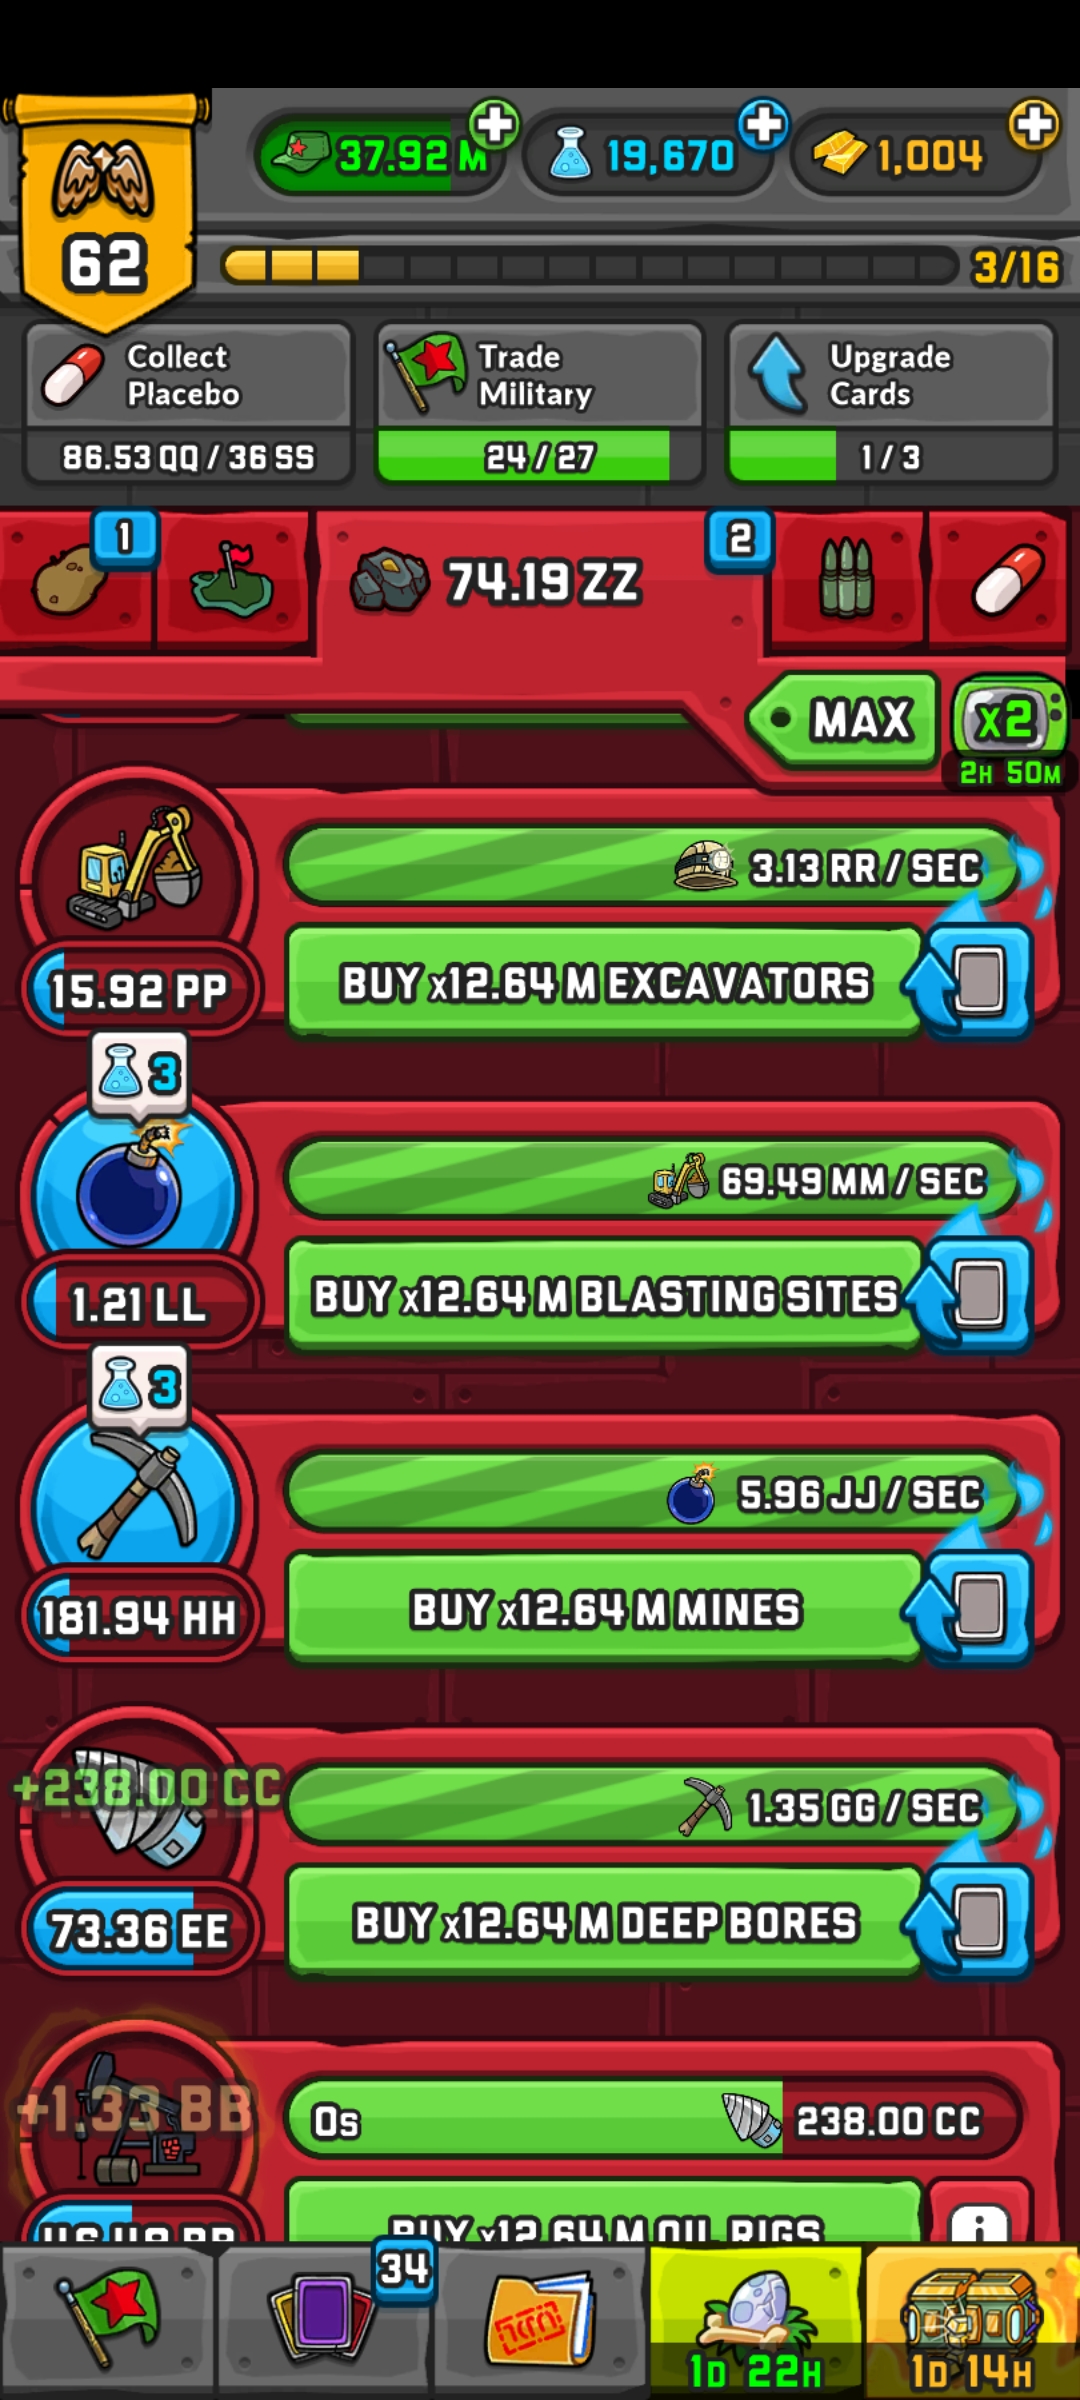 37.92 M
19,670
1,004
62
3/16
Collect
Placebo
Trade
Military
Upgrade
Cards
86.53 QQ / 36 SS
24 / 27
1 / 3
1
74.19 ZZ
2
MAX
x2
2H 50M
3.13 RR / SEC
BUY x12.64 M EXCAVATORS
15.92 PP
3
69.49 MM / SEC
BUY x12.64 M BLASTING SITES
1.21 LL
3
5.96 JJ / SEC
BUY x12.64 M MINES
181.94 HH
+238.00 CC
1.35 GG / SEC
BUY x12.64 M DEEP BORES
73.36 EE
+1.33 BB
0s
238.00 CC
BUY x12.64 M OIL RIGS
i
34
1D 22H
1D 14H